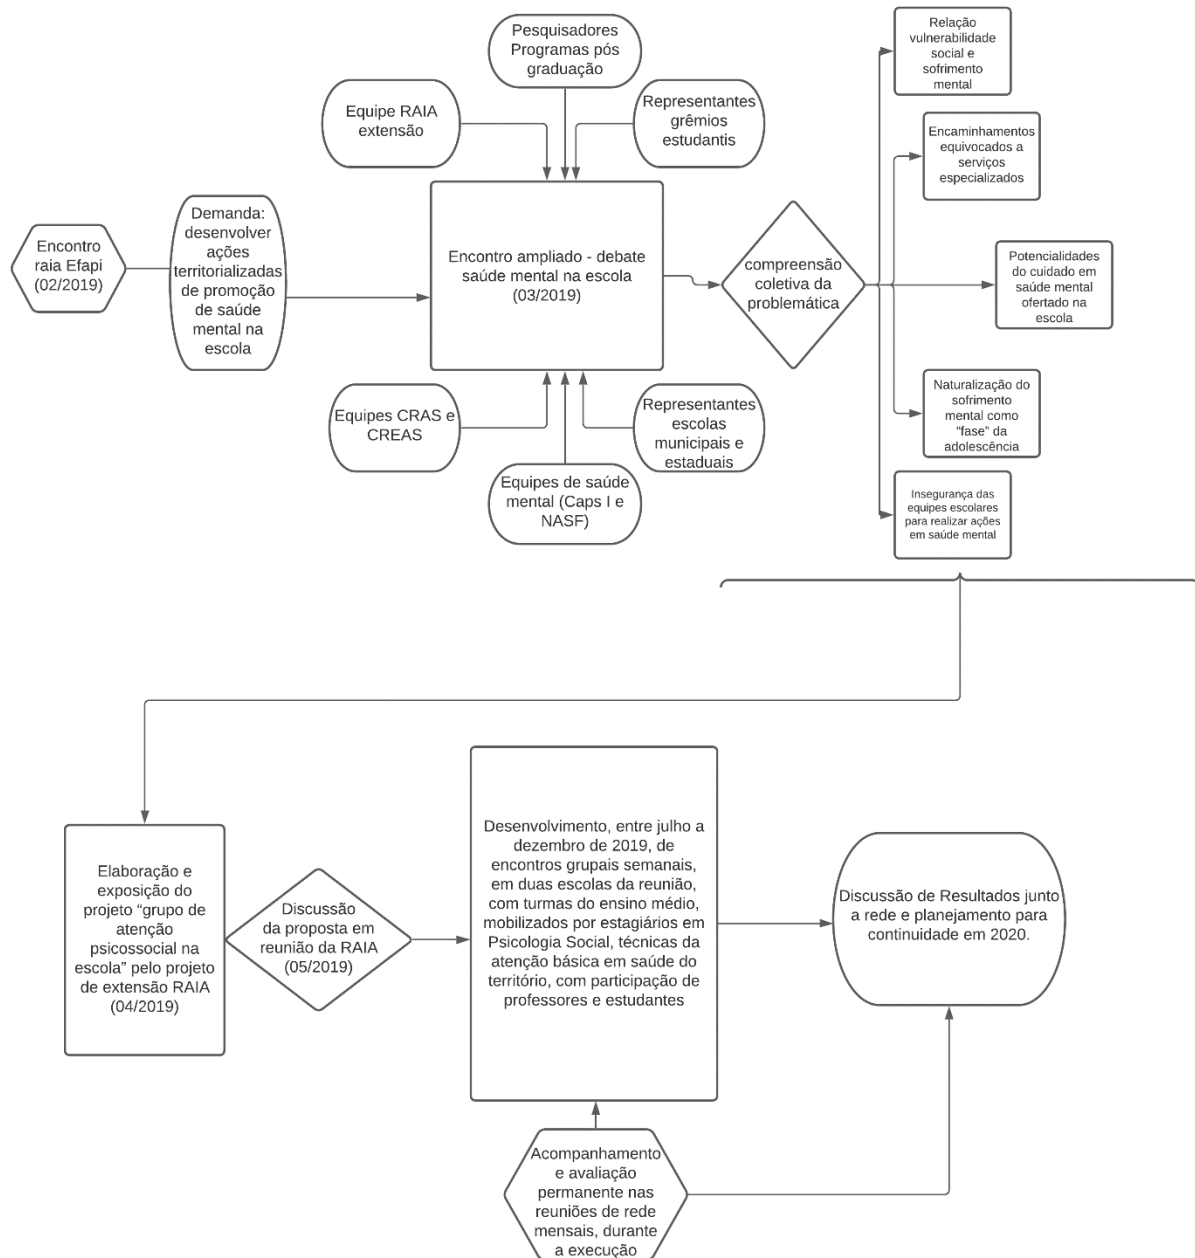 Pesquisadores
Programas pós
graduação
Equipe RAIA
extensão
Representantes
grêmios
estudantis
Encontro
raia Efapi
(02/2019)
Demanda:
desenvolver
ações
territorializadas
de promoção
de saúde
mental na
escola
Encontro ampliado - debate
saúde mental na escola
(03/2019)
Equipes CRAS e
CREAS
Equipes de saúde
mental (Caps I e
NASF)
Representantes
escolas
municipais e
estaduais
compreensão
coletiva da
problemática
Relação
vulnerabilidade
social e
sofrimento
mental
Encaminhamentos
equivocados a
serviços
especializados
Potencialidades
do cuidado em
saúde mental
ofertado na
escola
Naturalização do
sofrimento
mental como
“fase” da
adolescência
Insegurança das
equipes escolares
para realizar ações
em saúde mental
Elaboração e
exposição do
projeto “grupo de
atenção
psicossocial na
escola” pelo projeto
de extensão RAIA
(04/2019)
Discussão
da proposta em
reunião da RAIA
(05/2019)
Desenvolvimento, entre julho a
dezembro de 2019, de
encontros grupais semanais,
em duas escolas da reunião,
com turmas do ensino médio,
mobilizados por estagiários em
Psicologia Social, técnicas da
atenção básica em saúde do
território, com participação de
professores e estudantes
Discussão de Resultados junto
a rede e planejamento para
continuidade em 2020.
Acompanhamento
e avaliação
permanente nas
reuniões de rede
mensais, durante
a execução